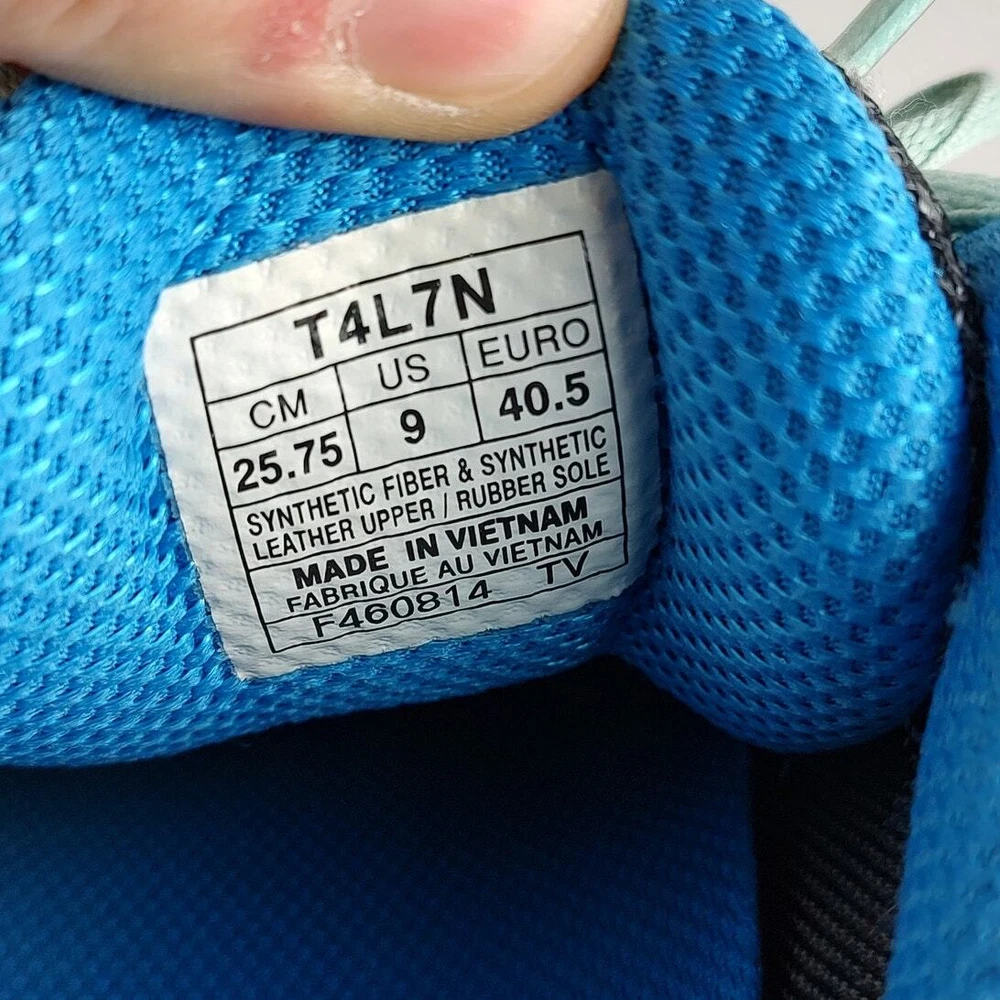 T4L7N
CM US EURO
25.75 9 40.5
SYNTHETIC FIBER & SYNTHETIC
LEATHER UPPER / RUBBER SOLE
MADE IN VIETNAM
FABRIQUE AU VIETNAM
F460814 TV